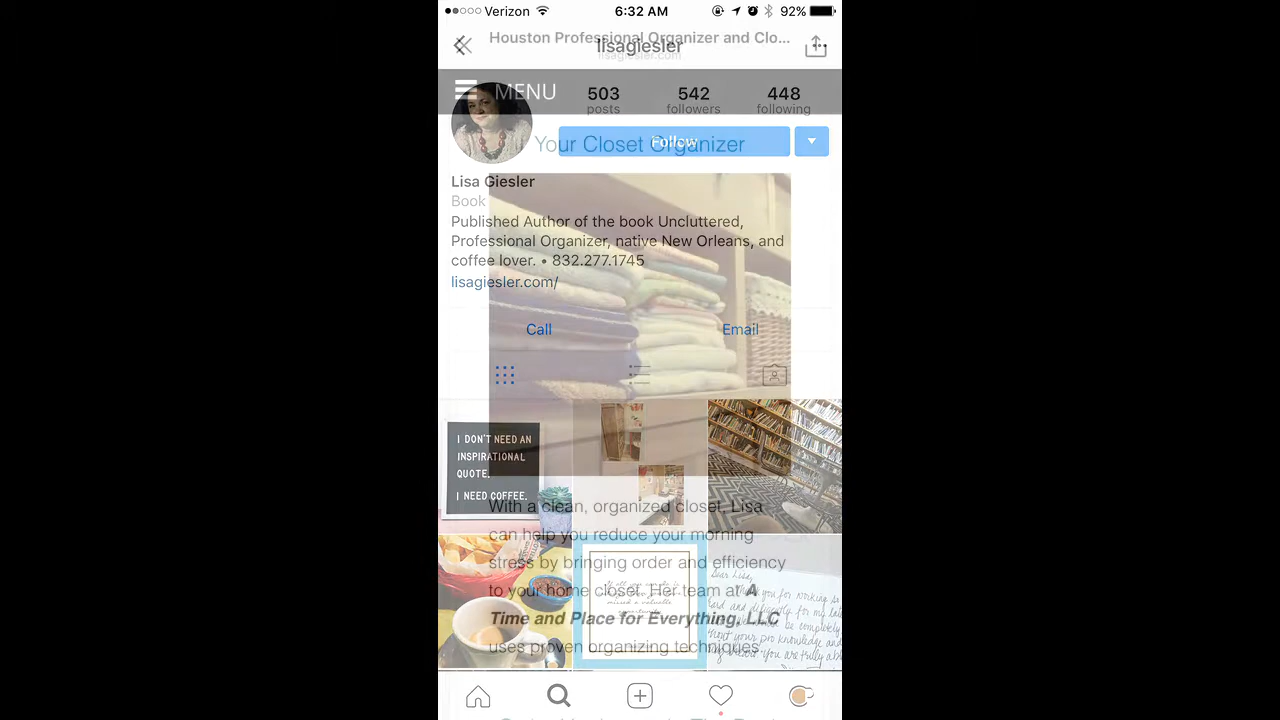 Verizon
6:32 AM
92%
Houston Professional Organizer and Clo...
lisagiesler
lisagiesler.com
MENU
503
542
448
posts
followers
following
Your Closet Organizer
Follow
Lisa Giesler
Book
Published Author of the book Uncluttered,
Professional Organizer, native New Orleans, and
coffee lover. • 832.277.1745
lisagiesler.com/
Call
Email
I DON'T NEED AN
INSPIRATIONAL
QUOTE.
I NEED COFFEE.
With a clean, organized closet, Lisa
can help you reduce your morning
stress by bringing order and efficiency
to your home closet. Her team at A
Time and Place for Everything, LLC
uses proven organizing techniques
Dear Lisa,